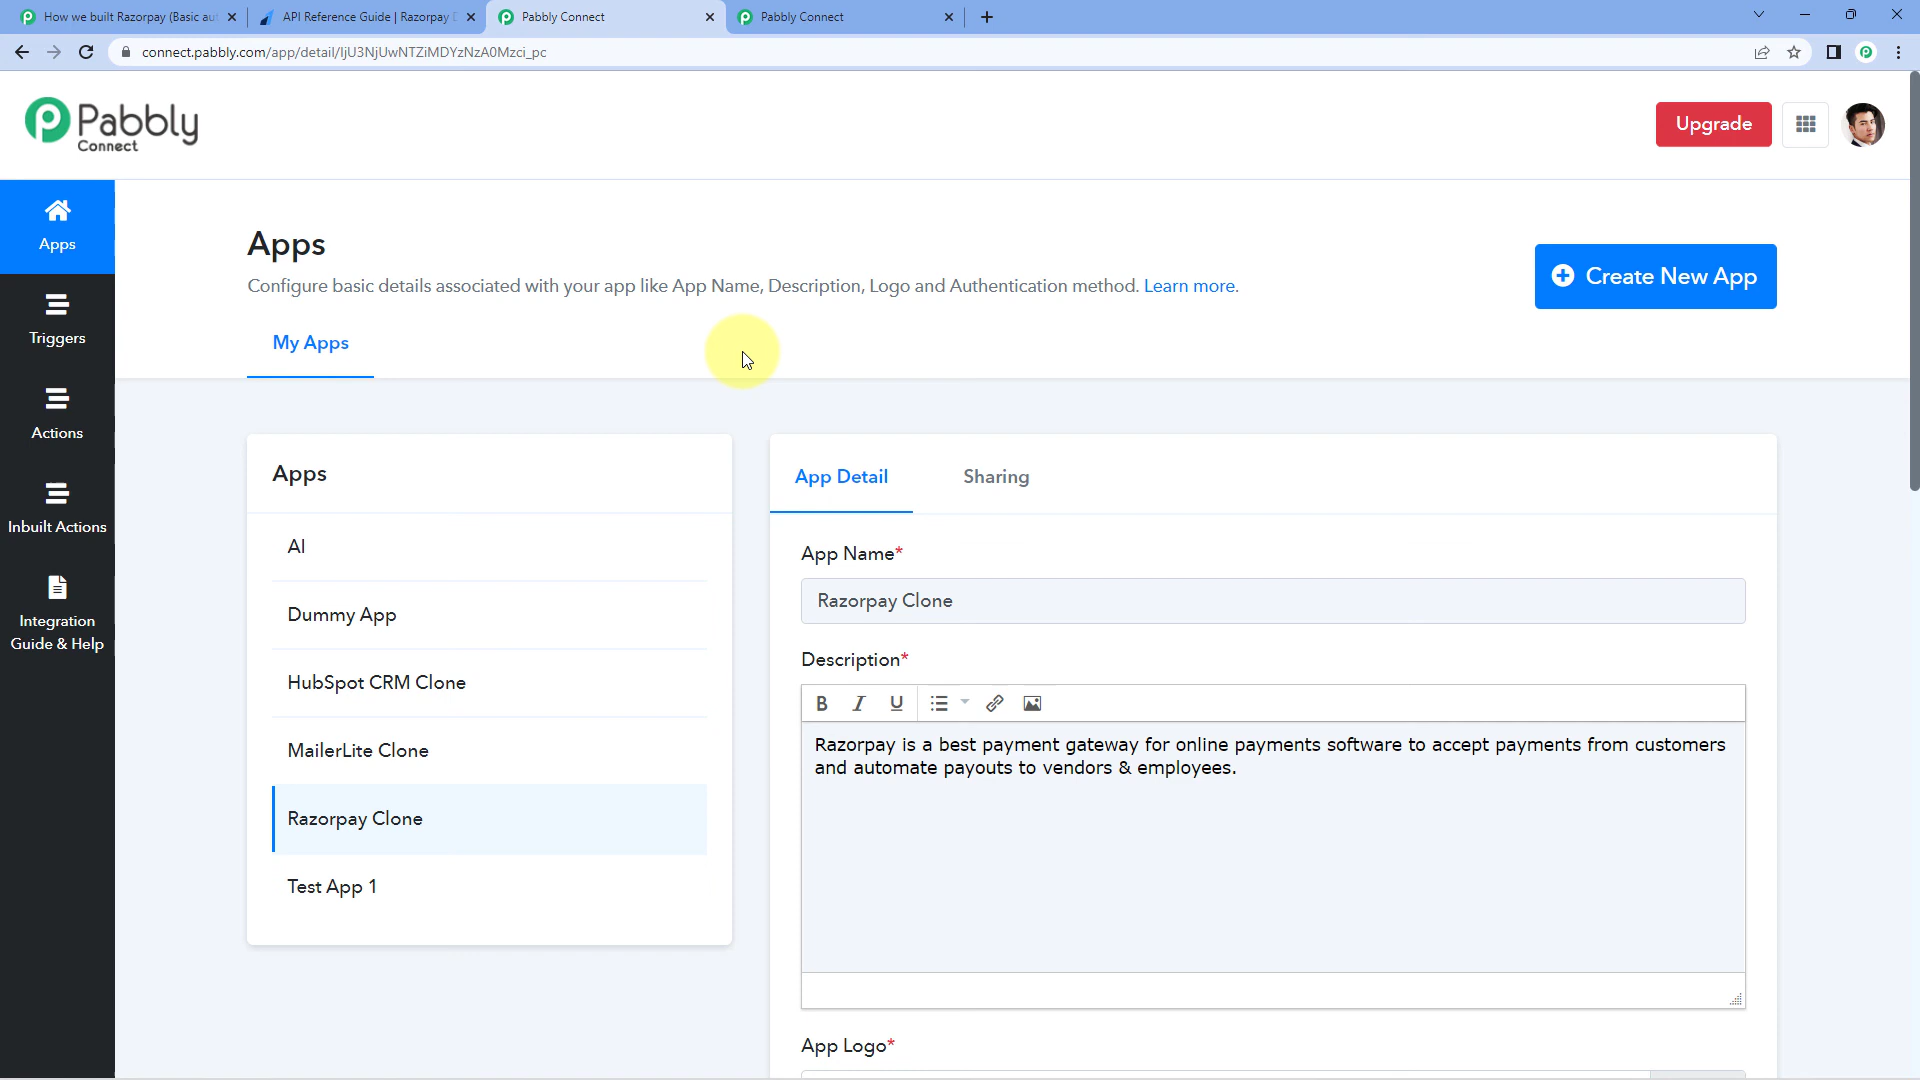 How we built Razorpay (Basic au
API Reference Guide | Razorpay D
Pabbly Connect
Pabbly Connect
connect.pabbly.com/app/detail/IjU3NjUwNTZiMDYzNzA0Mzci_pc
Pabbly
Connect
Upgrade
Apps
Triggers
Actions
Inbuilt Actions
Integration
Guide & Help
Apps
Configure basic details associated with your app like App Name, Description, Logo and Authentication method. Learn more.
Create New App
My Apps
Apps
AI
Dummy App
HubSpot CRM Clone
MailerLite Clone
Razorpay Clone
Test App 1
App Detail
Sharing
App Name*
Razorpay Clone
Description*
B I U
Razorpay is a best payment gateway for online payments software to accept payments from customers
and automate payouts to vendors & employees.
App Logo*